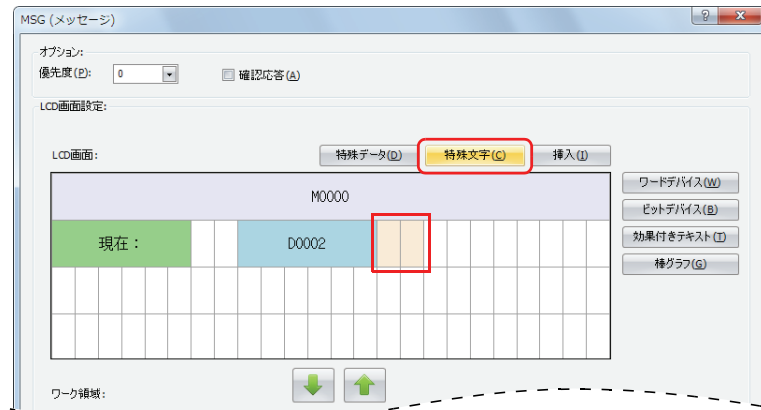 MSG (メッセージ)
オプション:
優先度(P): 0 確認応答(A)
LCD画面設定:
LCD画面: 特殊データ(D) 特殊文字(C) 挿入(I)
M0000 ワードデバイス(W)
ビットデバイス(B)
現在： D0002 効果付きテキスト(T)
棒グラフ(G)
ワーク領域: